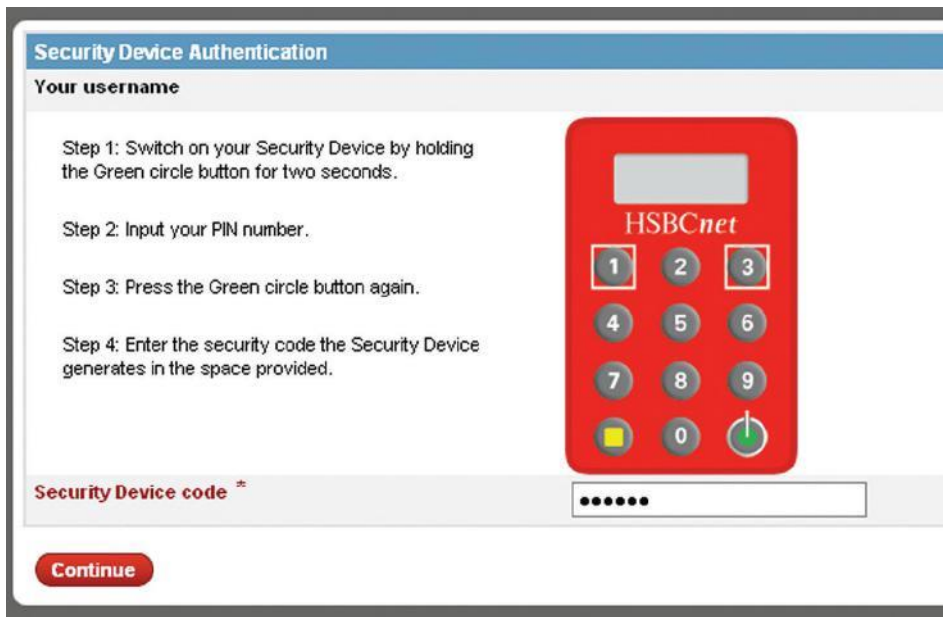 Security Device Authentication
Your username
Step 1: Switch on your Security Device by holding
the Green circle button for two seconds.
Step 2: Input your PIN number.
Step 3: Press the Green circle button again.
Step 4: Enter the security code the Security Device
generates in the space provided.
HSBCnet
1 2 3
4 5 6
7 8 9
0
Security Device code *
••••••
Continue